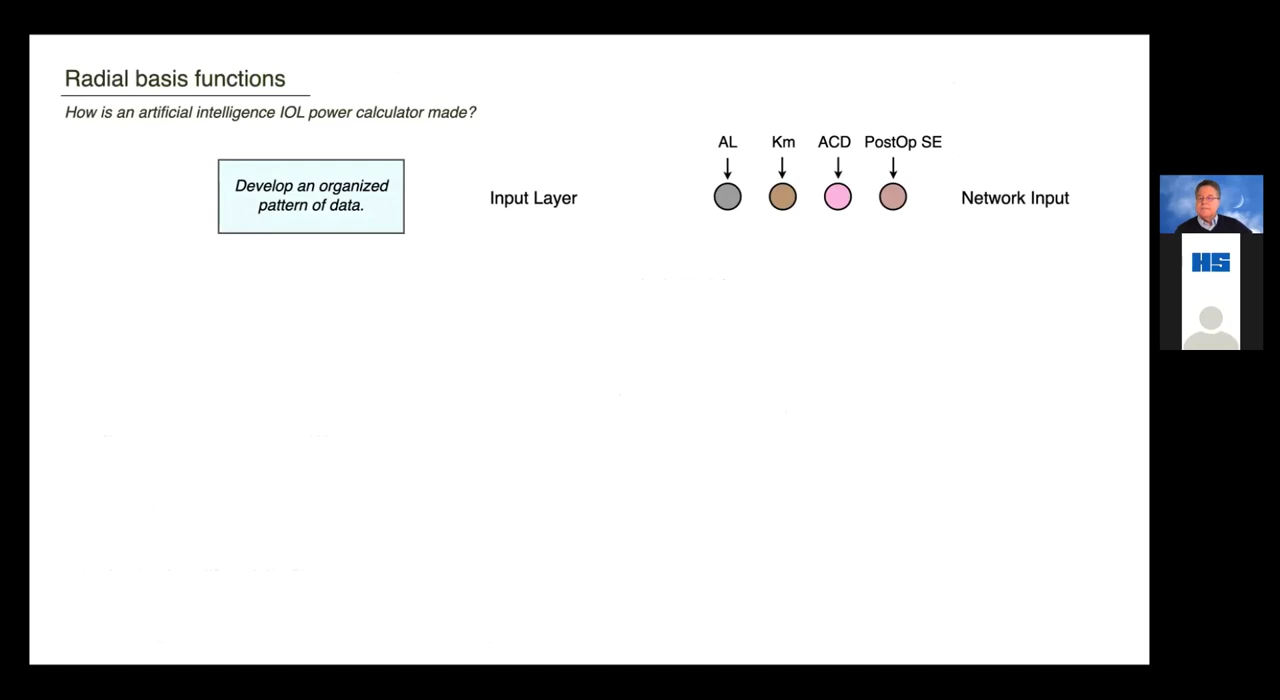 Radial basis functions
How is an artificial intelligence IOL power calculator made?
AL Km ACD PostOp SE
Develop an organized
pattern of data.
Input Layer
Network Input
HS